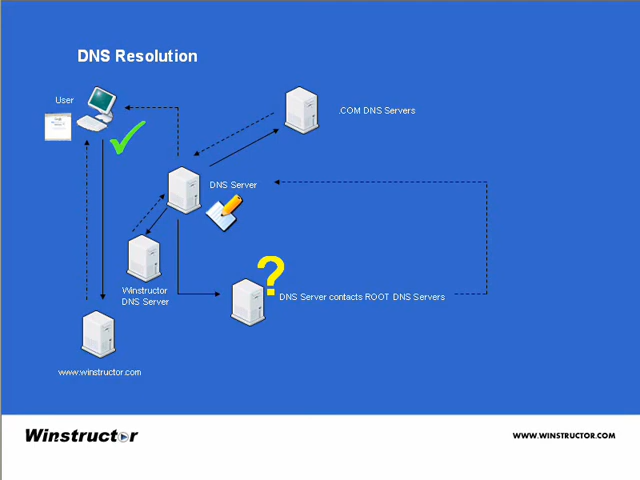 DNS Resolution
User
.COM DNS Servers
DNS Server
?
Winstructor
DNS Server
DNS Server contacts ROOT DNS Servers
www.winstructor.com
Winstructor
WWW.WINSTRUCTOR.COM